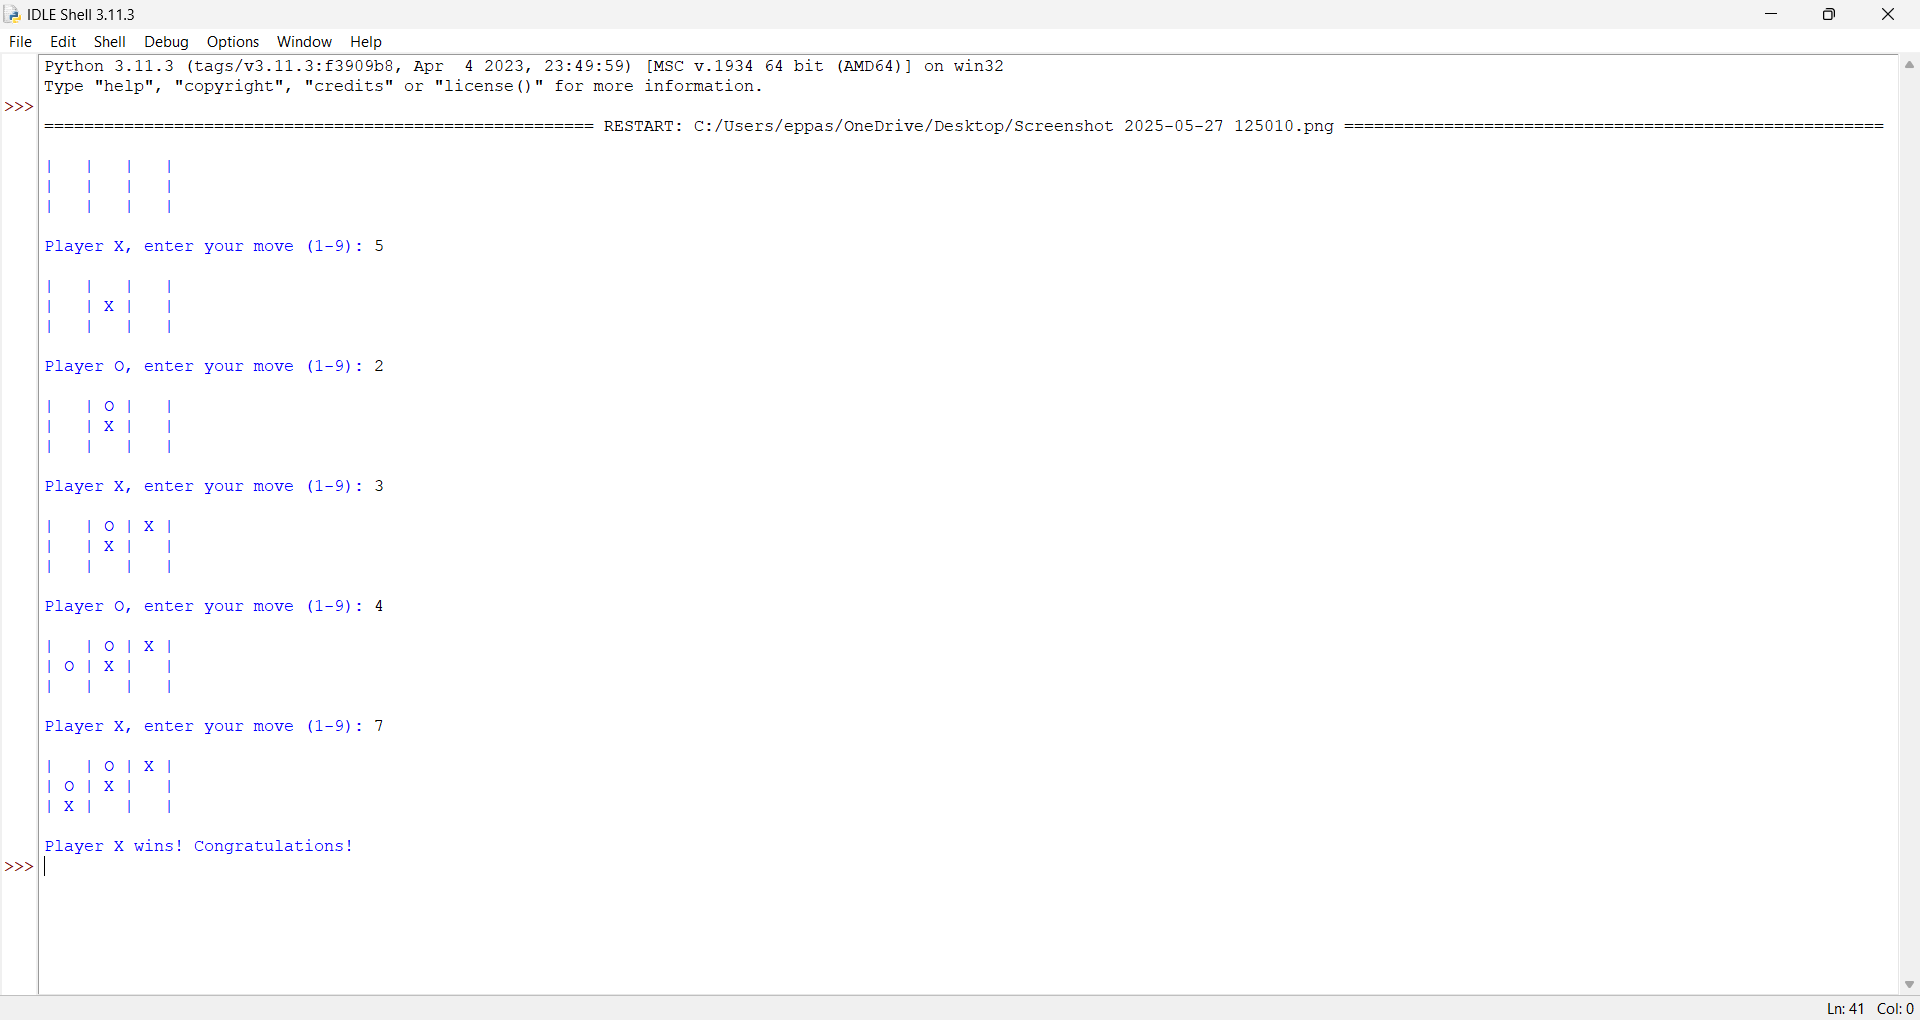 IDLE Shell 3.11.3
File Edit Shell Debug Options Window Help
Python 3.11.3 (tags/v3.11.3:f3909b8, Apr  4 2023, 23:49:59) [MSC v.1934 64 bit (AMD64)] on win32
Type "help", "copyright", "credits" or "license()" for more information.
>>>
======================================================= RESTART: C:/Users/eppas/OneDrive/Desktop/Screenshot 2025-05-27 125010.png ======================================================
|   |   |   |
|   |   |   |
|   |   |   |
Player X, enter your move (1-9): 5
|   |   |   |
|   | X |   |
|   |   |   |
Player O, enter your move (1-9): 2
|   | O |   |
|   | X |   |
|   |   |   |
Player X, enter your move (1-9): 3
|   | O | X |
|   | X |   |
|   |   |   |
Player O, enter your move (1-9): 4
|   | O | X |
| O | X |   |
|   |   |   |
Player X, enter your move (1-9): 7
|   | O | X |
| O | X |   |
| X |   |   |
Player X wins! Congratulations!
>>>
Ln: 41 Col: 0